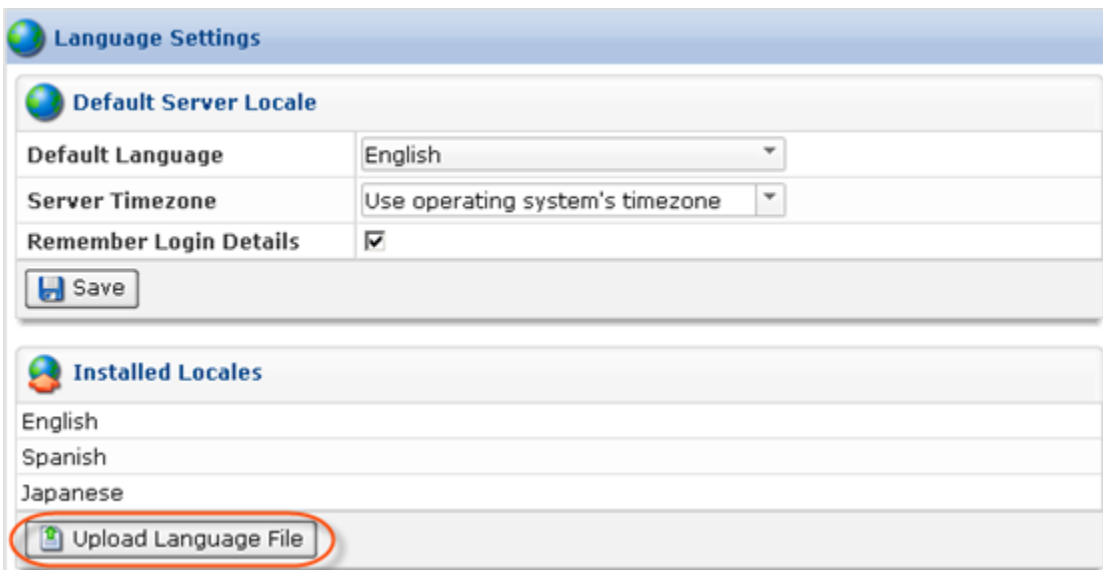 Language Settings
Default Server Locale
Default Language English
Server Timezone Use operating system's timezone
Remember Login Details
Save
Installed Locales
English
Spanish
Japanese
Upload Language File